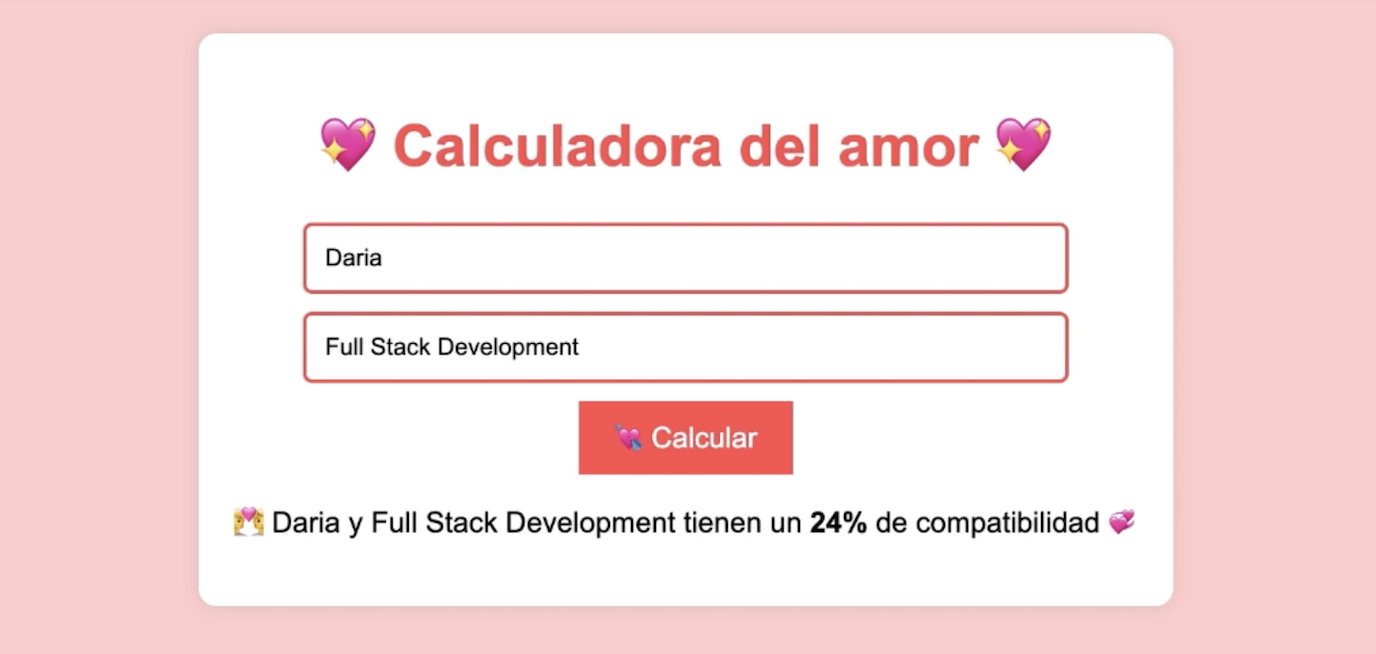 💖 Calculadora del amor 💖
Daria
Full Stack Development
💘 Calcular
💑 Daria y Full Stack Development tienen un 24% de compatibilidad 💞